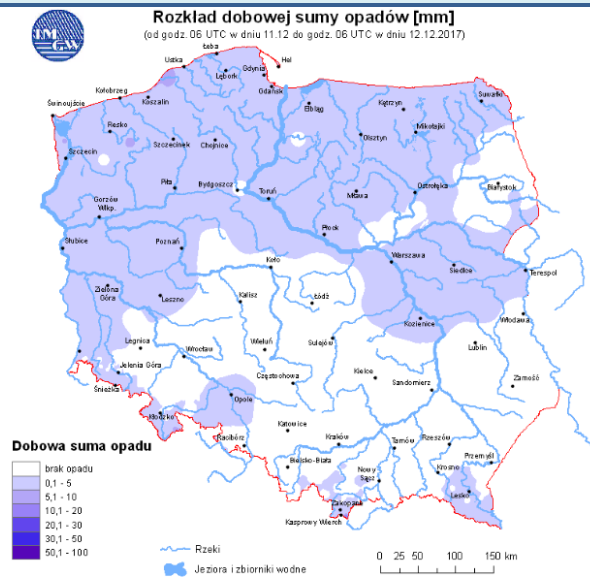 Rozkład dobowej sumy opadów [mm]
(od godz. 06 UTC w dniu 11.12 do godz. 06 UTC w dniu 12.12.2017)
IM
GW
Łeba
Ustka
Hel
Gdynia
Lębork
Gdańsk
Kołobrzeg
Koszalin
Świnoujście
Elbląg
Kętrzyn
Suwałki
Resko
Szczecinek
Chojnice
Olsztyn
Mikołajki
Szczecin
Piła
Bydgoszcz
Toruń
Mława
Ostrołęka
Białystok
Gorzów
Wlkp.
Płock
Słubice
Poznań
Koło
Warszawa
Siedlce
Terespol
Zielona
Góra
Leszno
Kalisz
Łódź
Kozienice
Włodawa
Legnica
Wrocław
Wieluń
Sulejów
Lublin
Jelenia Góra
Śnieżka
Częstochowa
Kielce
Sandomierz
Zamość
Opole
Kłodzko
Katowice
Racibórz
Kraków
Tarnów
Rzeszów
Przemyśl
Bielsko-Biała
Nowy
Sącz
Krosno
Lesko
Zakopane
Kasprowy Wierch
Dobowa suma opadu
brak opadu
0,1 - 5
5,1 - 10
10,1 - 20
20,1 - 30
30,1 - 50
50,1 - 100
Rzeki
Jeziora i zbiorniki wodne
0 25 50 100 150 km